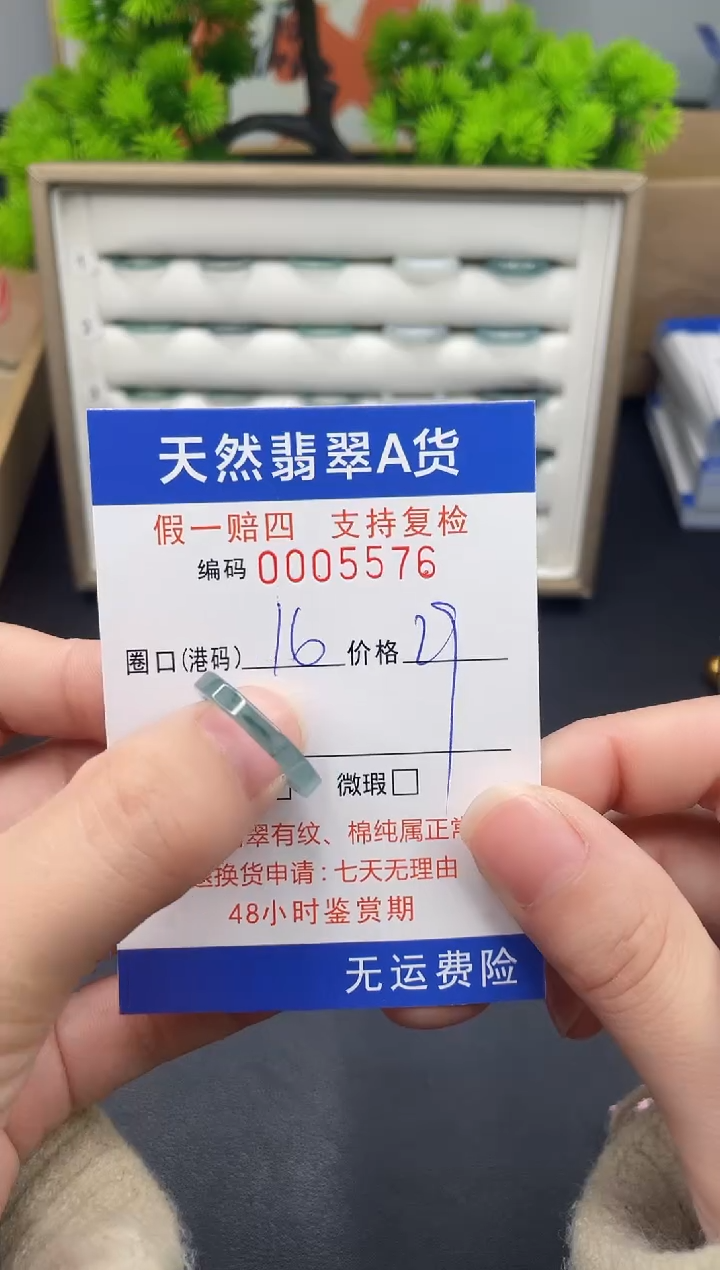 天然翡翠A货
假一赔四 支持复检
编码 0005576
圈口(港码) 16 价格 29
微瑕
翠有纹、棉纯属正常
退换货申请:七天无理由
48小时鉴赏期
无运费险